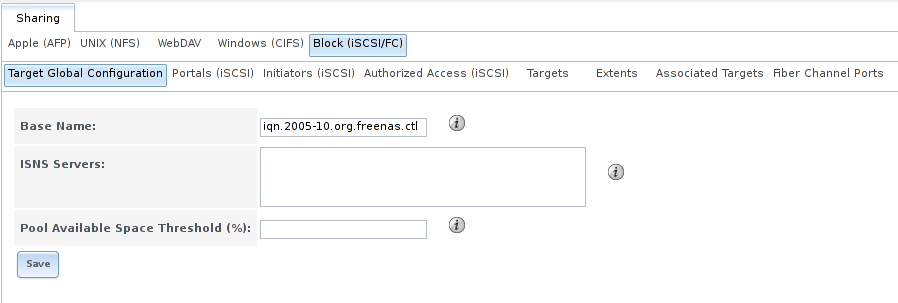 Sharing
Apple (AFP) UNIX (NFS) WebDAV Windows (CIFS) Block (iSCSI/FC)
Target Global Configuration Portals (iSCSI) Initiators (iSCSI) Authorized Access (iSCSI) Targets Extents Associated Targets Fiber Channel Ports
Base Name: iqn.2005-10.org.freenas.ctl i
ISNS Servers: i
Pool Available Space Threshold (%): i
Save